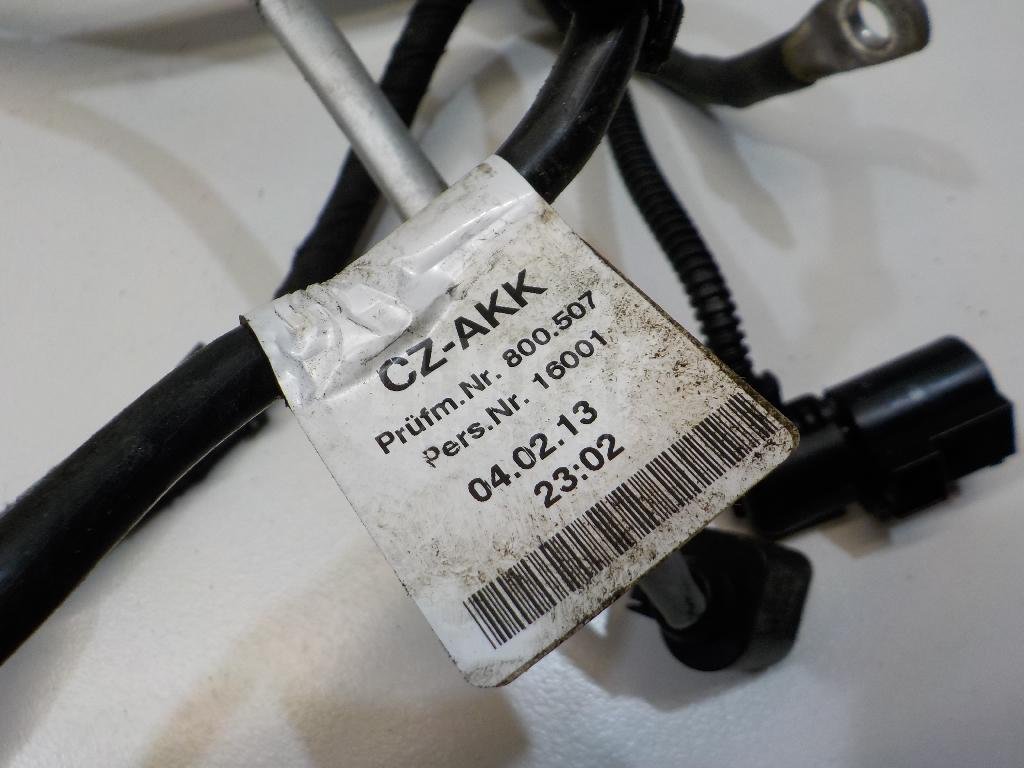 CZ-AKK
Prüfm.Nr. 800.507
Pers.Nr. 16001
04.02.13
23:02